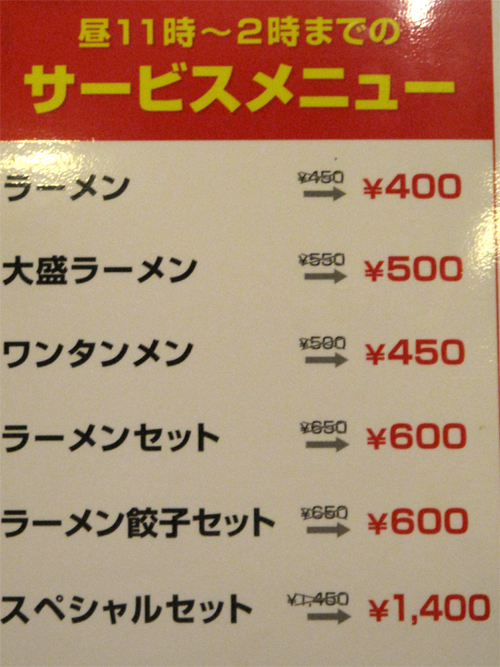 昼11時～2時までの
サービスメニュー
ラーメン ¥450 ¥400
大盛ラーメン ¥550 ¥500
ワンタンメン ¥500 ¥450
ラーメンセット ¥650 ¥600
ラーメン餃子セット ¥650 ¥600
スペシャルセット ¥1,450 ¥1,400